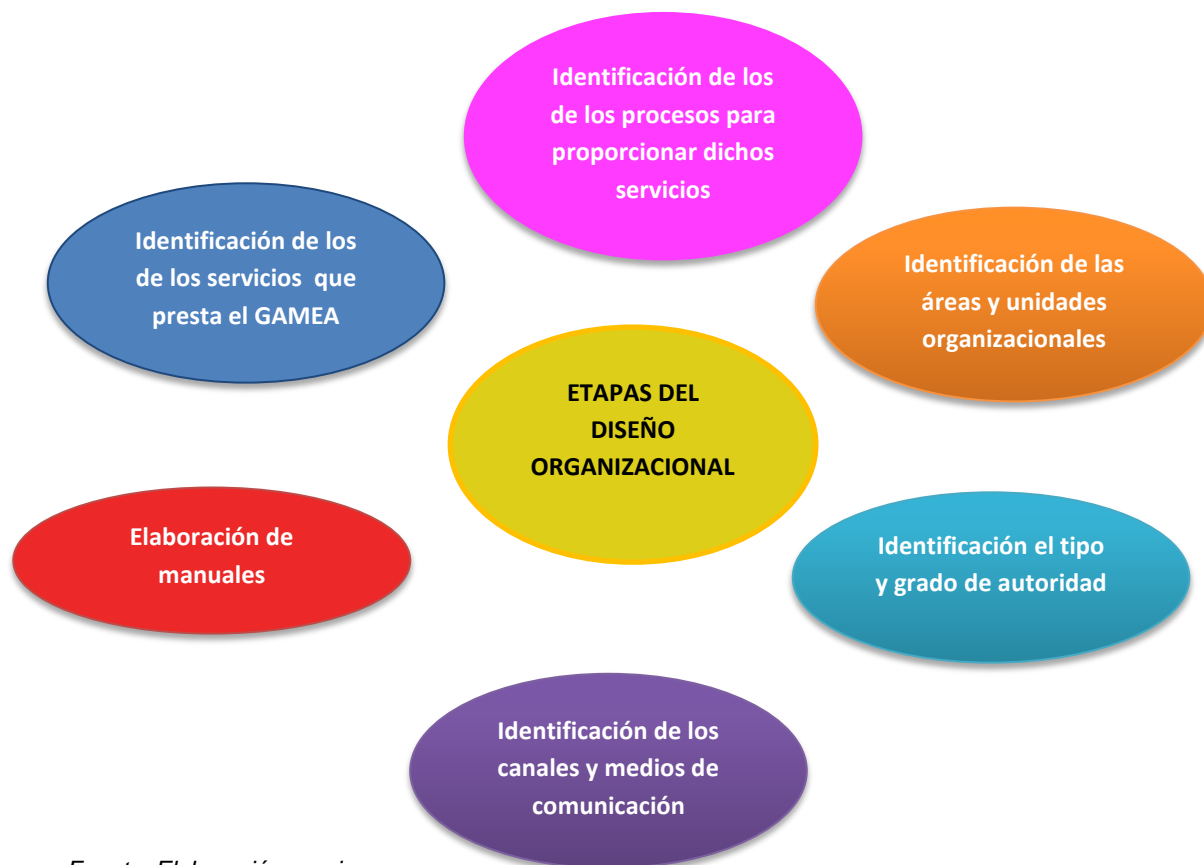 Identificación de los
de los procesos para
proporcionar dichos
servicios
Identificación de los
de los servicios que
presta el GAMEA
Identificación de las
áreas y unidades
organizacionales
ETAPAS DEL
DISEÑO
ORGANIZACIONAL
Elaboración de
manuales
Identificación el tipo
y grado de autoridad
Identificación de los
canales y medios de
comunicación